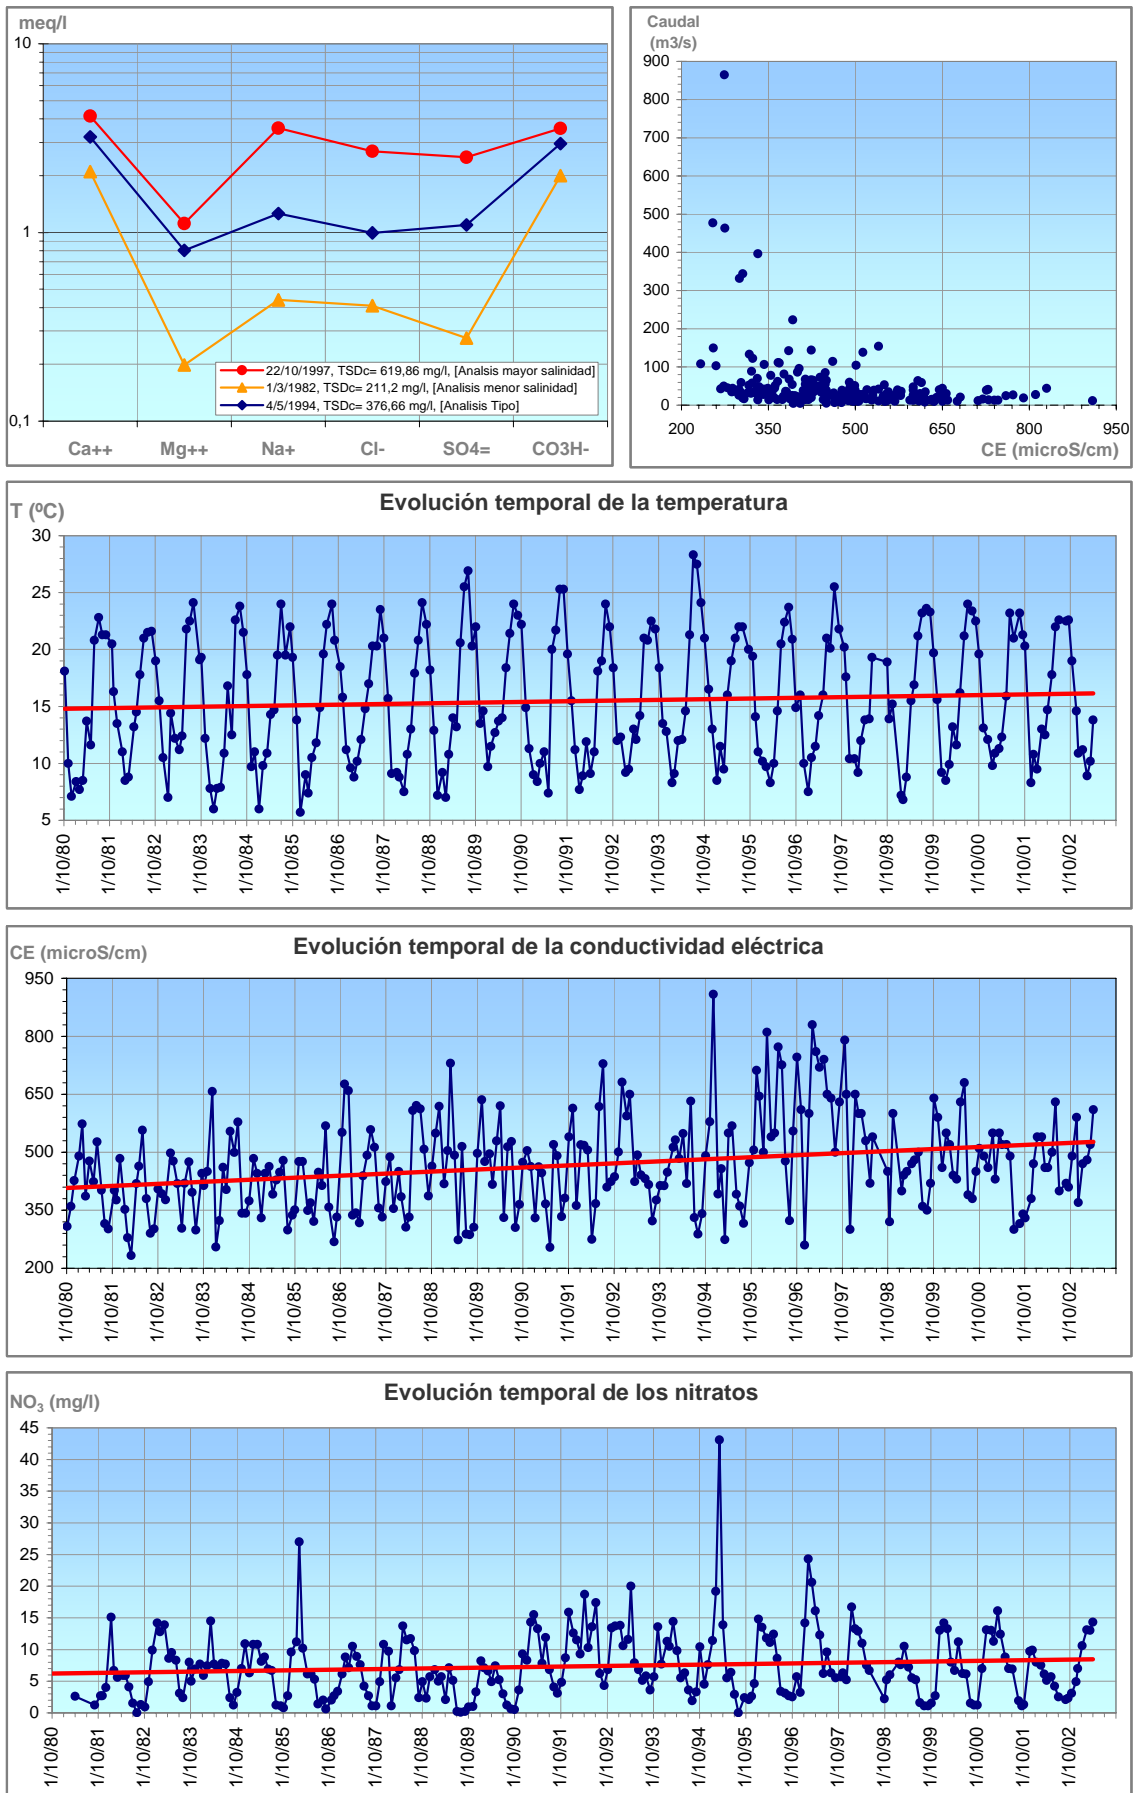 meq/l
10
1
0,1
22/10/1997, TSDc= 619,86 mg/l, [Analisis mayor salinidad]
1/3/1982, TSDc= 211,2 mg/l, [Analisis menor salinidad]
4/5/1994, TSDc= 376,66 mg/l, [Analisis Tipo]
Ca++ Mg++ Na+ Cl- SO4= CO3H-
Caudal
(m3/s)
900
800
700
600
500
400
300
200
100
0
200 350 500 650 800 950
CE (microS/cm)
Evolución temporal de la temperatura
T (ºC)
30
25
20
15
10
5
1/10/80 1/10/81 1/10/82 1/10/83 1/10/84 1/10/85 1/10/86 1/10/87 1/10/88 1/10/89 1/10/90 1/10/91 1/10/92 1/10/93 1/10/94 1/10/95 1/10/96 1/10/97 1/10/98 1/10/99 1/10/00 1/10/01 1/10/02
Evolución temporal de la conductividad eléctrica
CE (microS/cm)
950
800
650
500
350
200
1/10/80 1/10/81 1/10/82 1/10/83 1/10/84 1/10/85 1/10/86 1/10/87 1/10/88 1/10/89 1/10/90 1/10/91 1/10/92 1/10/93 1/10/94 1/10/95 1/10/96 1/10/97 1/10/98 1/10/99 1/10/00 1/10/01 1/10/02
Evolución temporal de los nitratos
NO3 (mg/l)
45
40
35
30
25
20
15
10
5
0
1/10/80 1/10/81 1/10/82 1/10/83 1/10/84 1/10/85 1/10/86 1/10/87 1/10/88 1/10/89 1/10/90 1/10/91 1/10/92 1/10/93 1/10/94 1/10/95 1/10/96 1/10/97 1/10/98 1/10/99 1/10/00 1/10/01 1/10/02